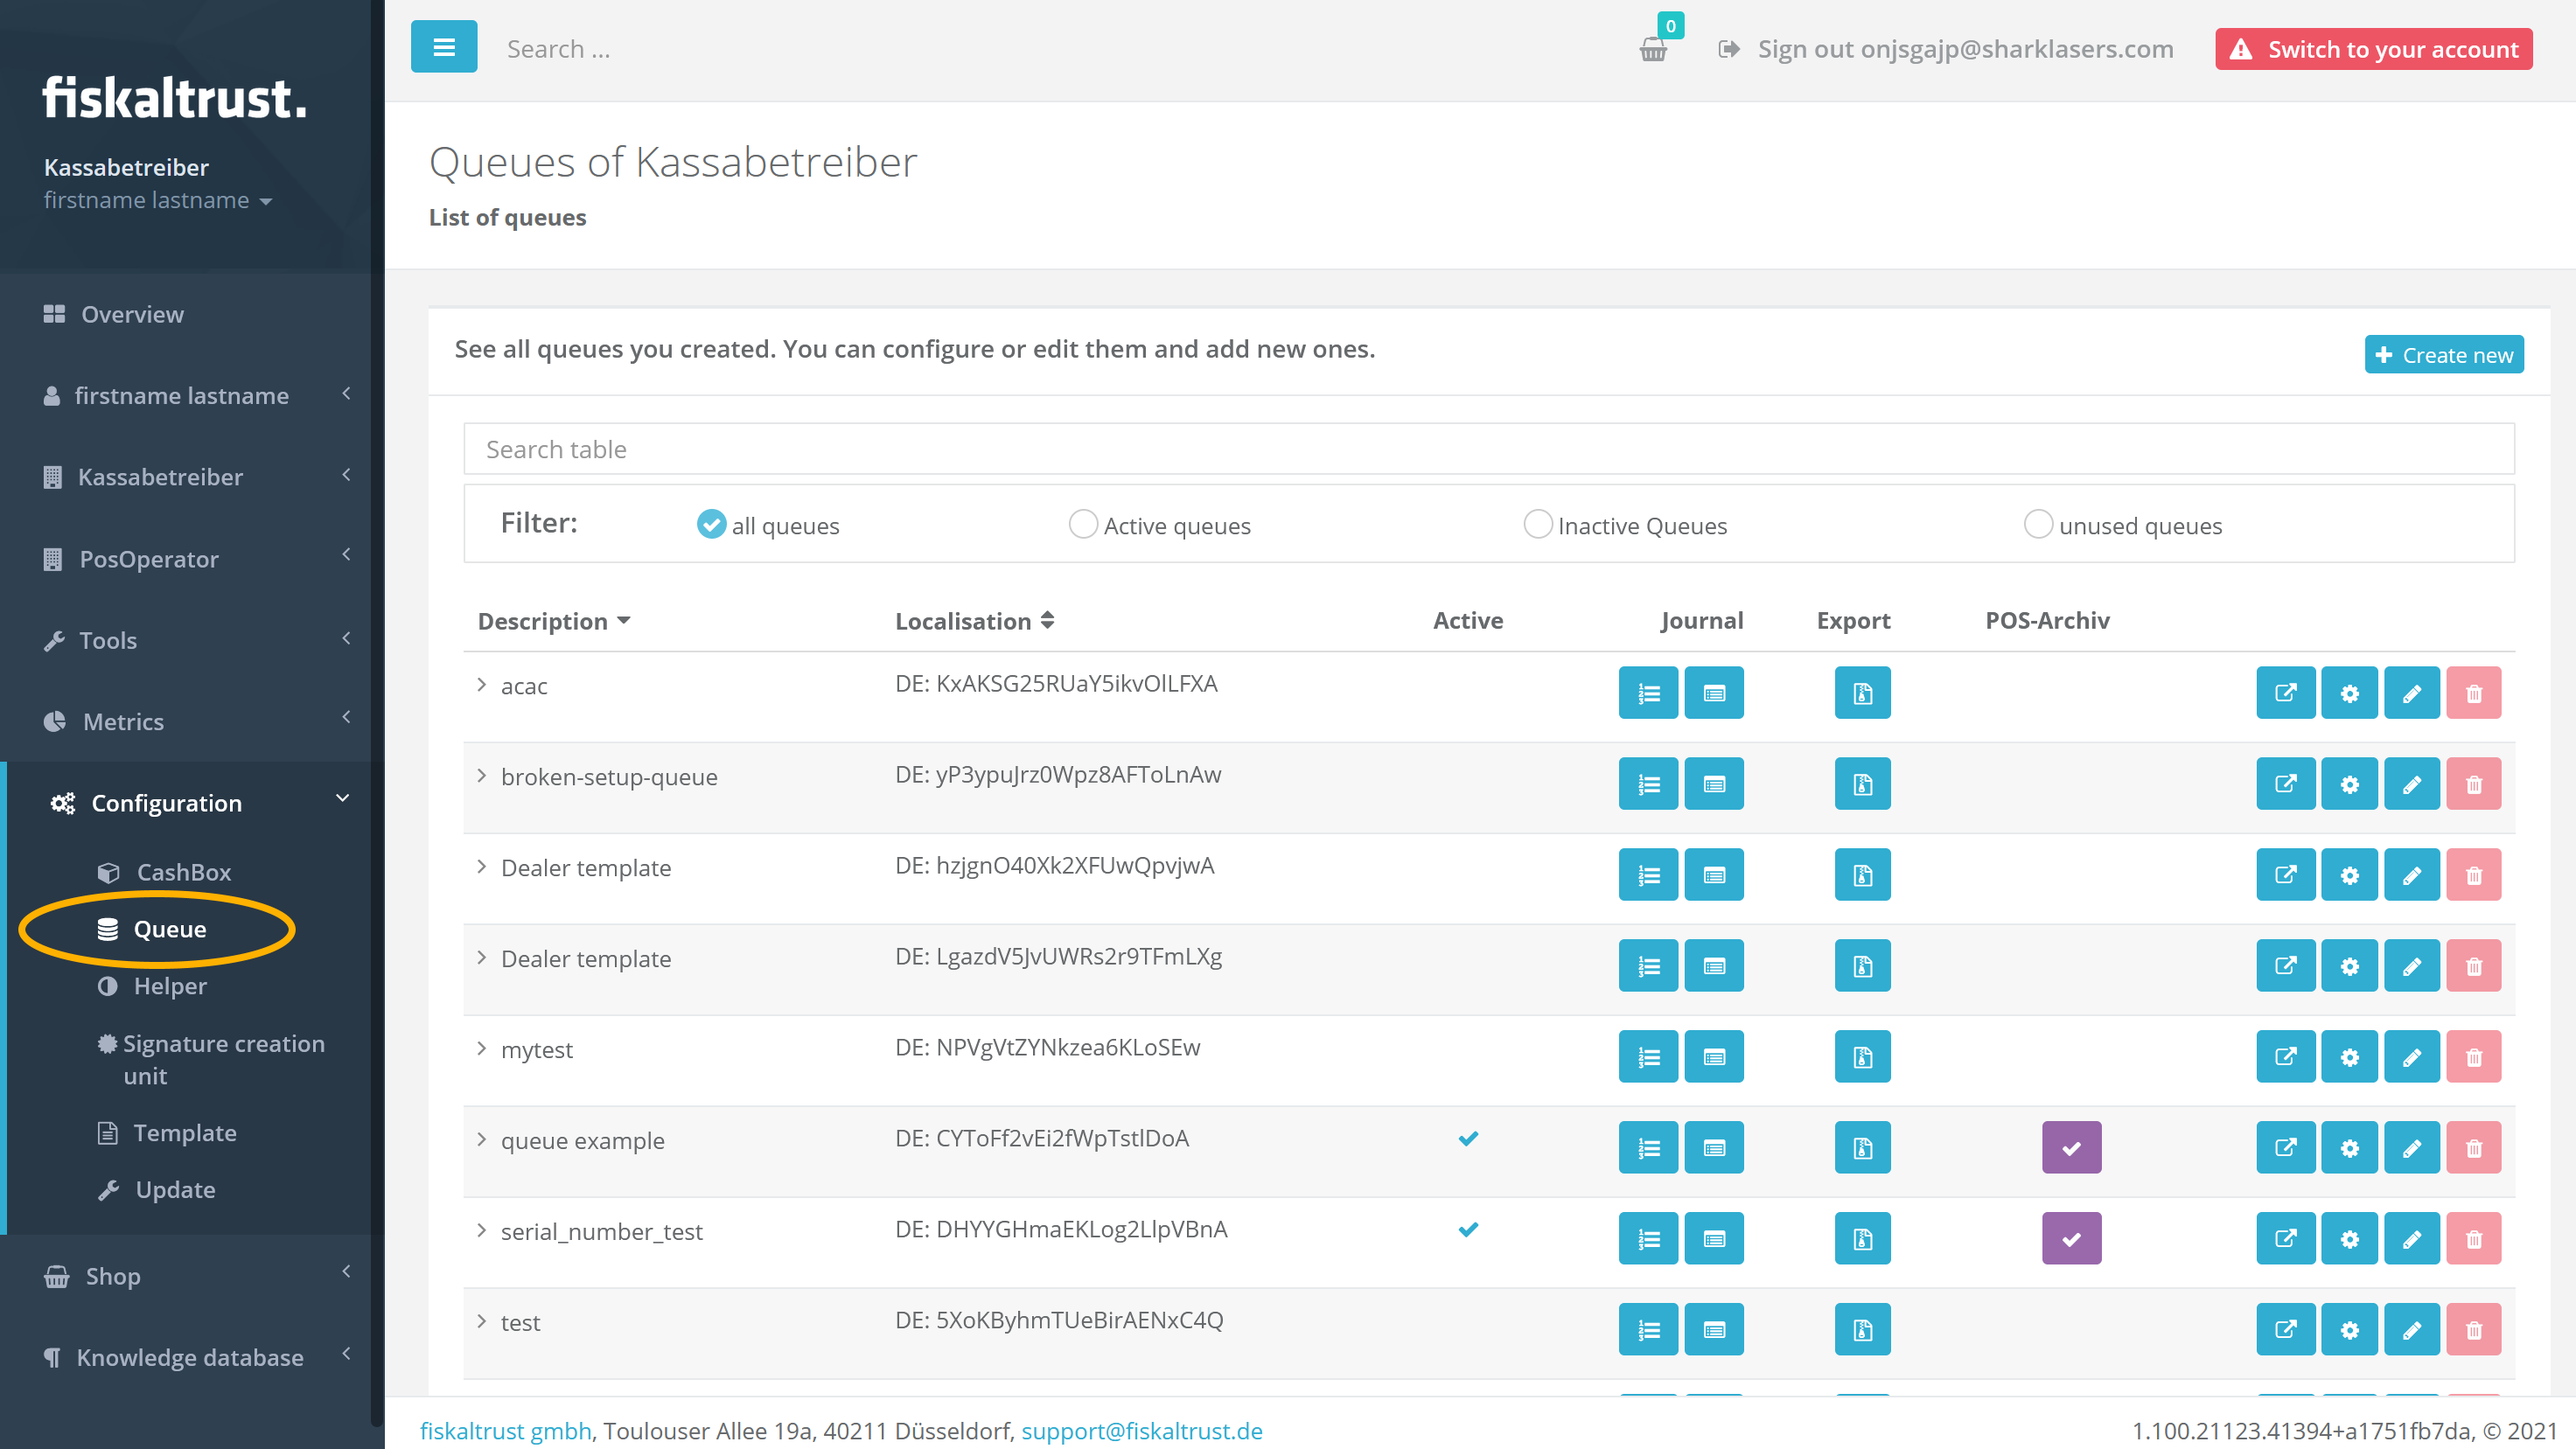 fiskaltrust.
Kassabetreiber
firstname lastname
Overview
firstname lastname
Kassabetreiber
PosOperator
Tools
Metrics
Configuration
CashBox
Queue
Helper
Signature creation
unit
Template
Update
Shop
Knowledge database
Search ...
0
Sign out onjsgajp@sharklasers.com
Switch to your account
Queues of Kassabetreiber
List of queues
See all queues you created. You can configure or edit them and add new ones.
Create new
Search table
Filter: all queues Active queues Inactive Queues unused queues
Description Localisation Active Journal Export POS-Archiv
acac DE: KxAKSG25RUaY5ikvOlLFXA
broken-setup-queue DE: yP3ypuJrz0Wpz8AFToLnAw
Dealer template DE: hzjgnO40Xk2XFUwQpvjwA
Dealer template DE: LgazdV5JvUWRs2r9TFmLXg
mytest DE: NPVgVtZYNkzea6KLoSEw
queue example DE: CYToFf2vEi2fWpTstlDoA
serial_number_test DE: DHYYGHmaEKLog2LlpVBnA
test DE: 5XoKByhmTUeBirAENxC4Q
fiskaltrust gmbh, Toulouser Allee 19a, 40211 Düsseldorf, support@fiskaltrust.de
1.100.21123.41394+a1751fb7da, © 2021